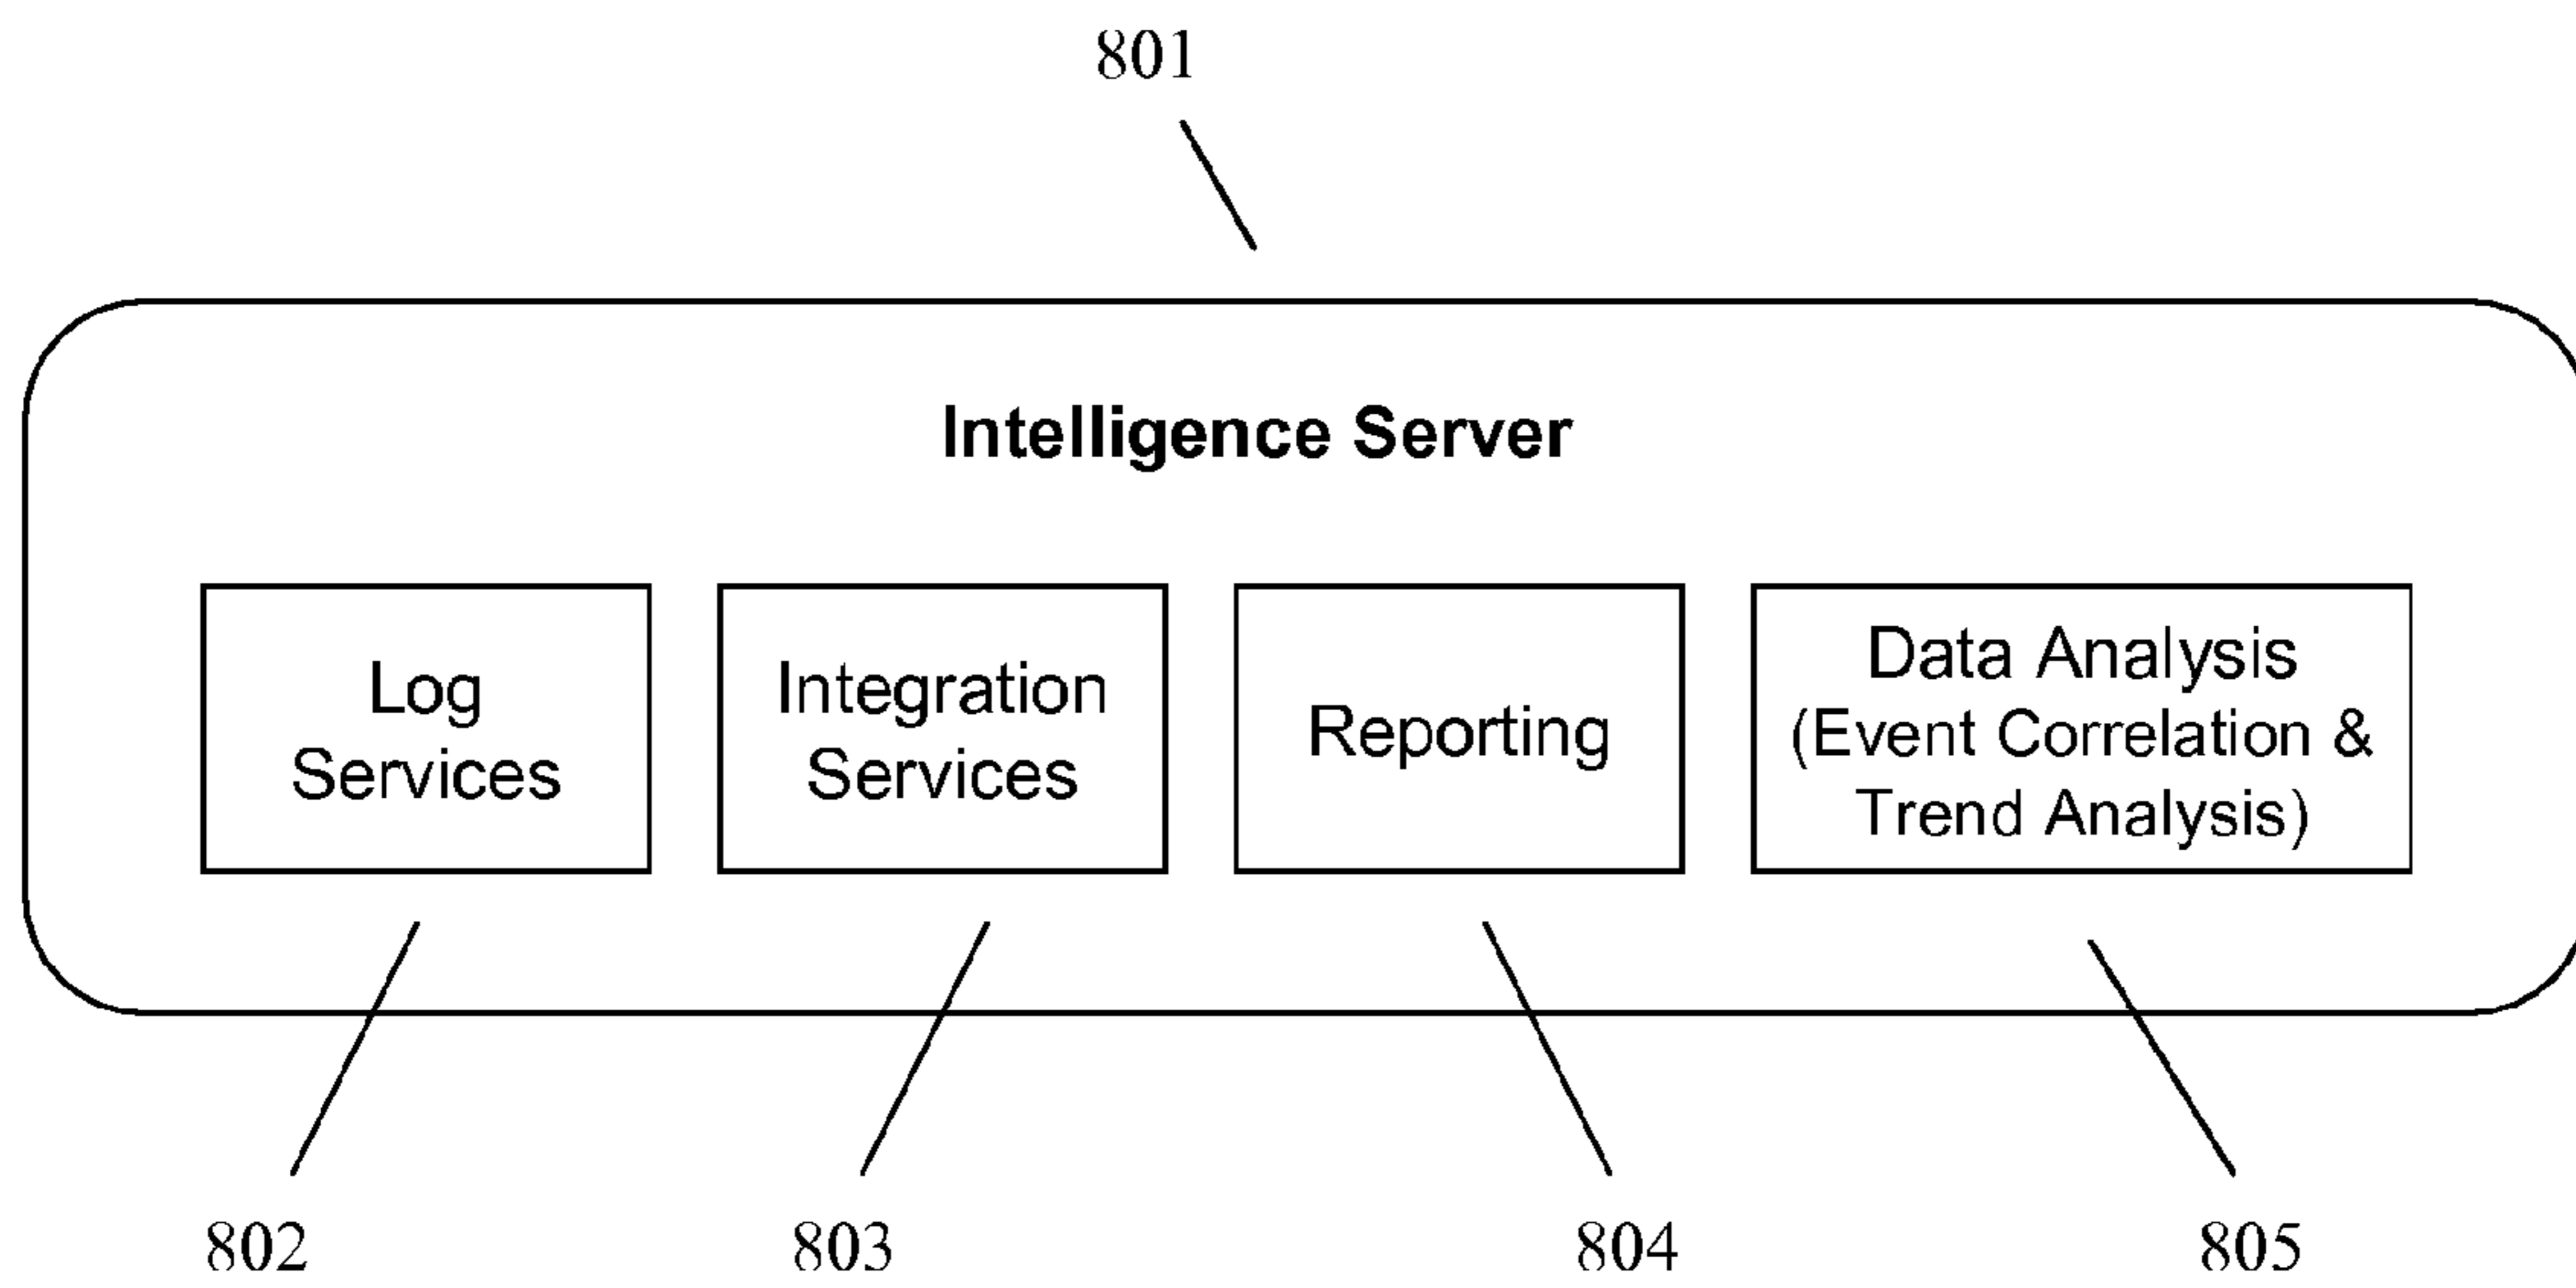 801
Intelligence Server
Log
Services
Integration
Services
Reporting
Data Analysis
(Event Correlation &
Trend Analysis)
802
803
804
805